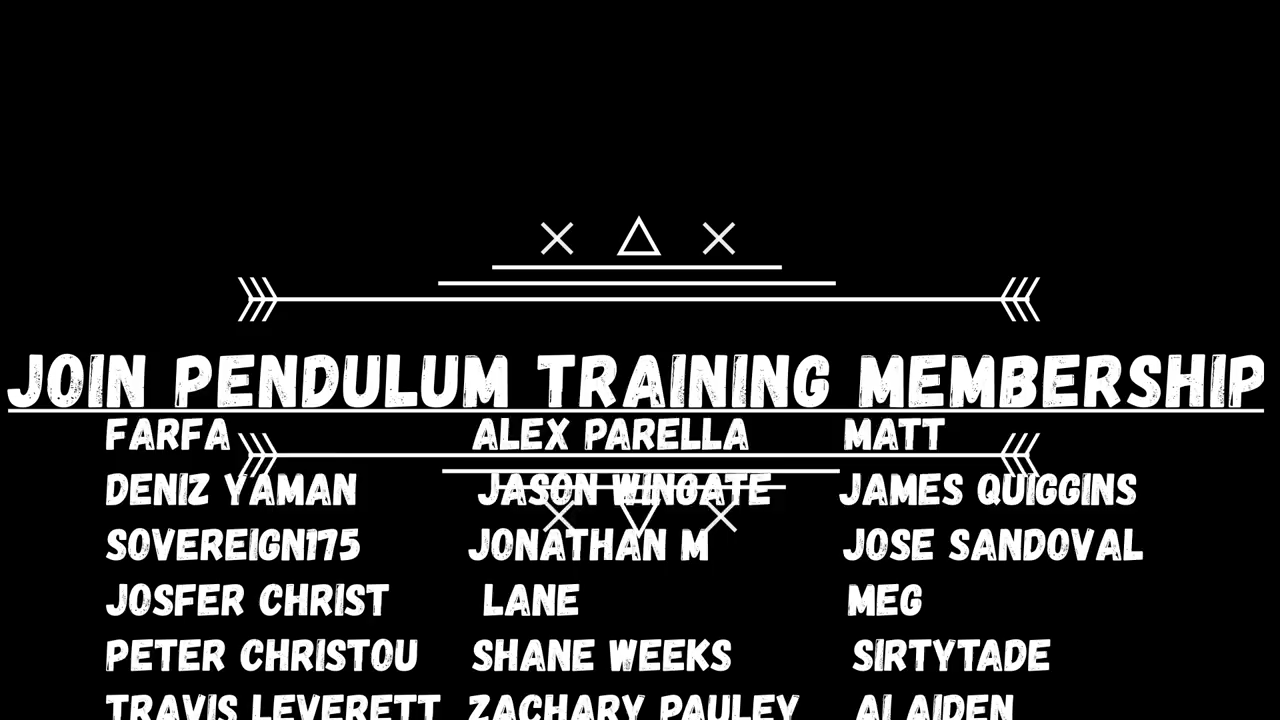 JOIN PENDULUM TRAINING MEMBERSHIP
FARFA ALEX PARELLA MATT
DENIZ YAMAN JASON WINGATE JAMES QUIGGINS
SOVEREIGN175 JONATHAN M JOSE SANDOVAL
JOSFER CHRIST LANE MEG
PETER CHRISTOU SHANE WEEKS SIRTYTADE
TRAVIS LEVERETT ZACHARY PAULEY